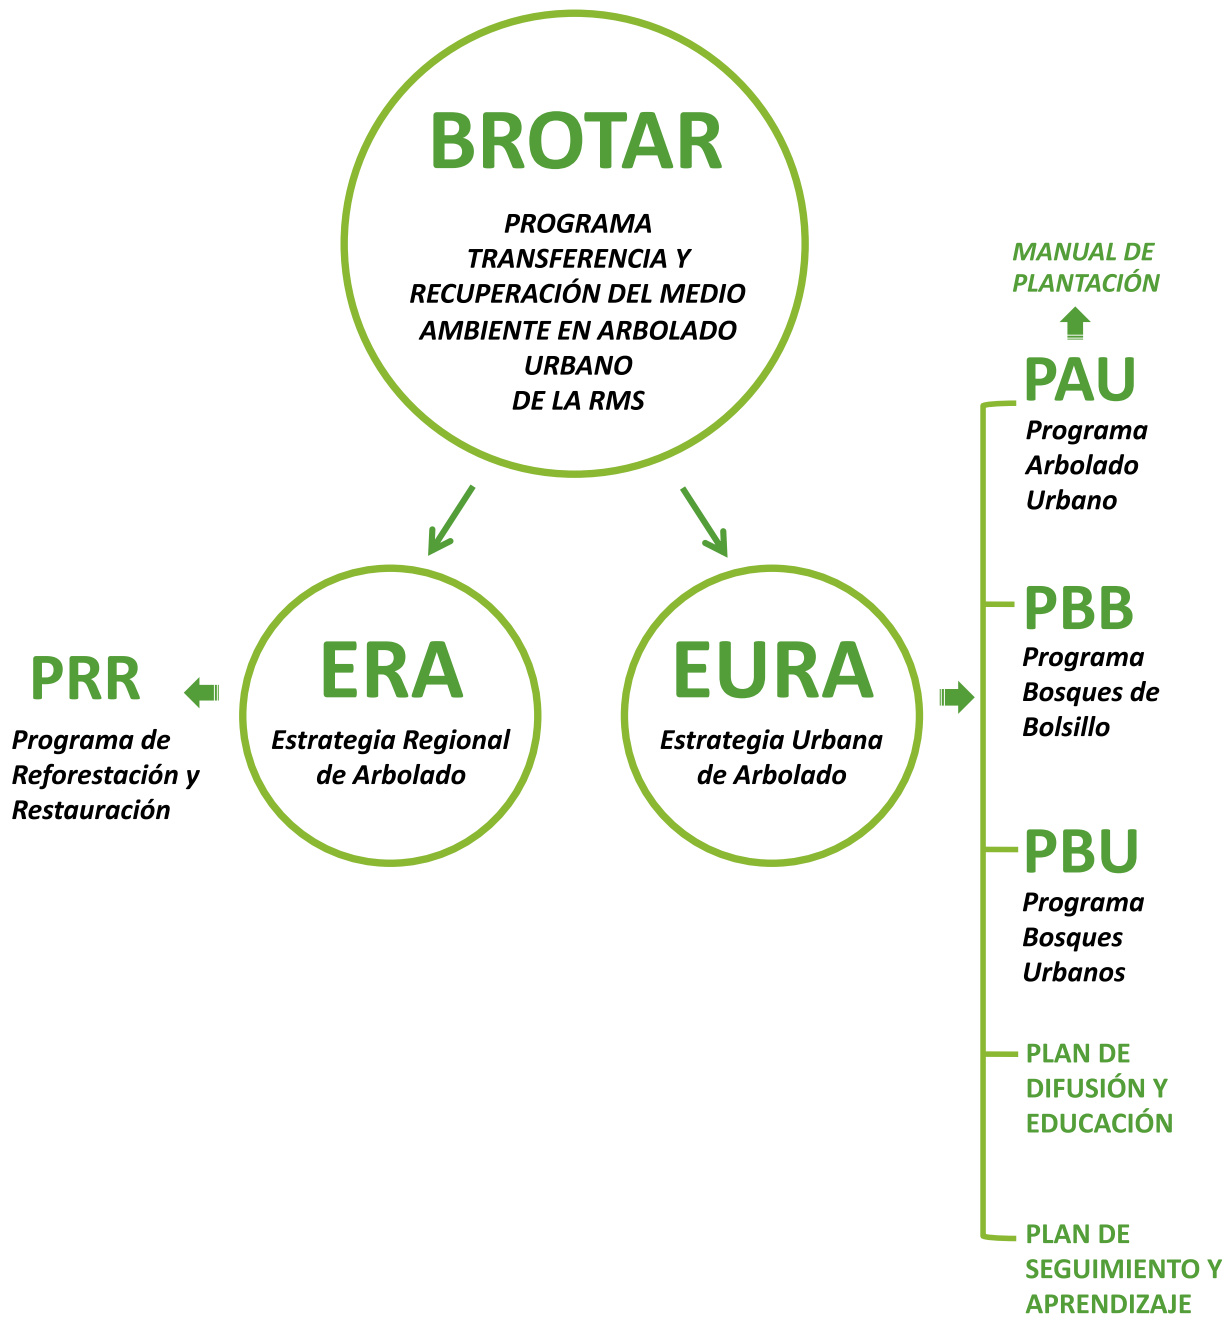 BROTAR
PROGRAMA
TRANSFERENCIA Y
RECUPERACIÓN DEL MEDIO
AMBIENTE EN ARBOLADO
URBANO
DE LA RMS
PRR
Programa de
Reforestación y
Restauración
ERA
Estrategia Regional
de Arbolado
EURA
Estrategia Urbana
de Arbolado
MANUAL DE
PLANTACIÓN
PAU
Programa
Arbolado
Urbano
PBB
Programa
Bosques de
Bolsillo
PBU
Programa
Bosques
Urbanos
PLAN DE
DIFUSIÓN Y
EDUCACIÓN
PLAN DE
SEGUIMIENTO Y
APRENDIZAJE